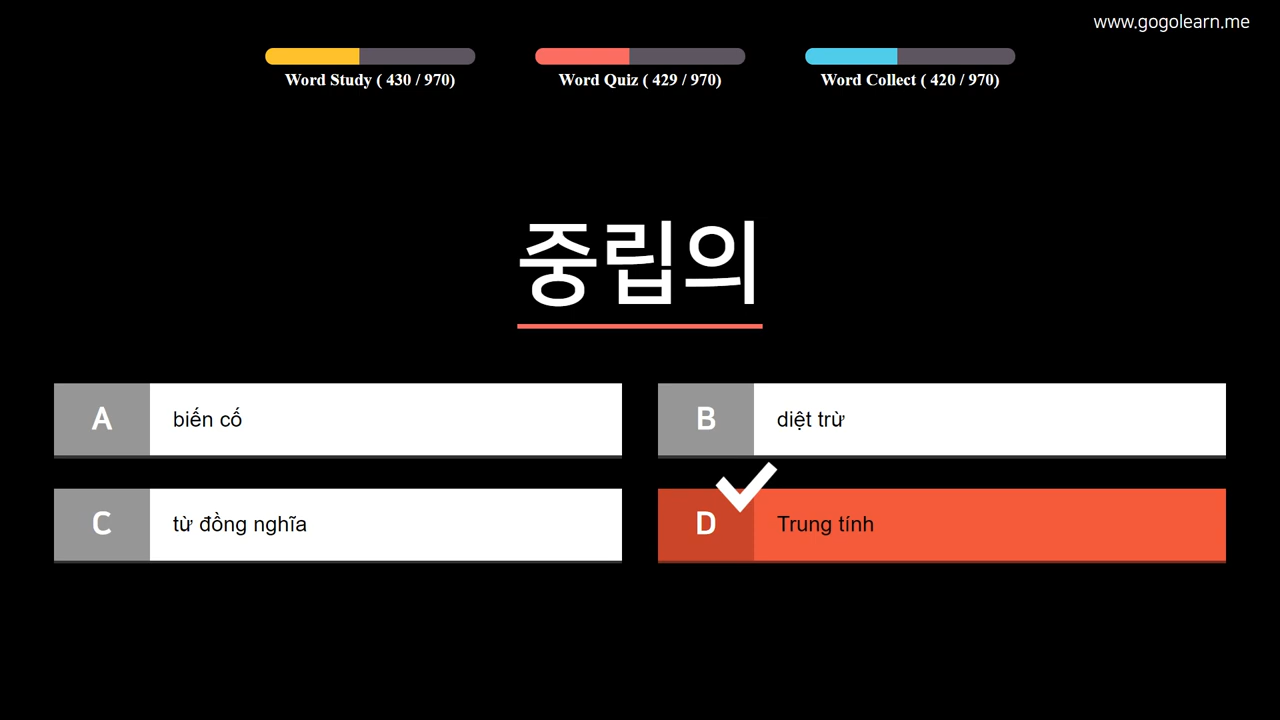 www.gogolearn.me
Word Study ( 430 / 970)
Word Quiz ( 429 / 970)
Word Collect ( 420 / 970)
중립의
A biến cố
B diệt trừ
C từ đồng nghĩa
D Trung tính